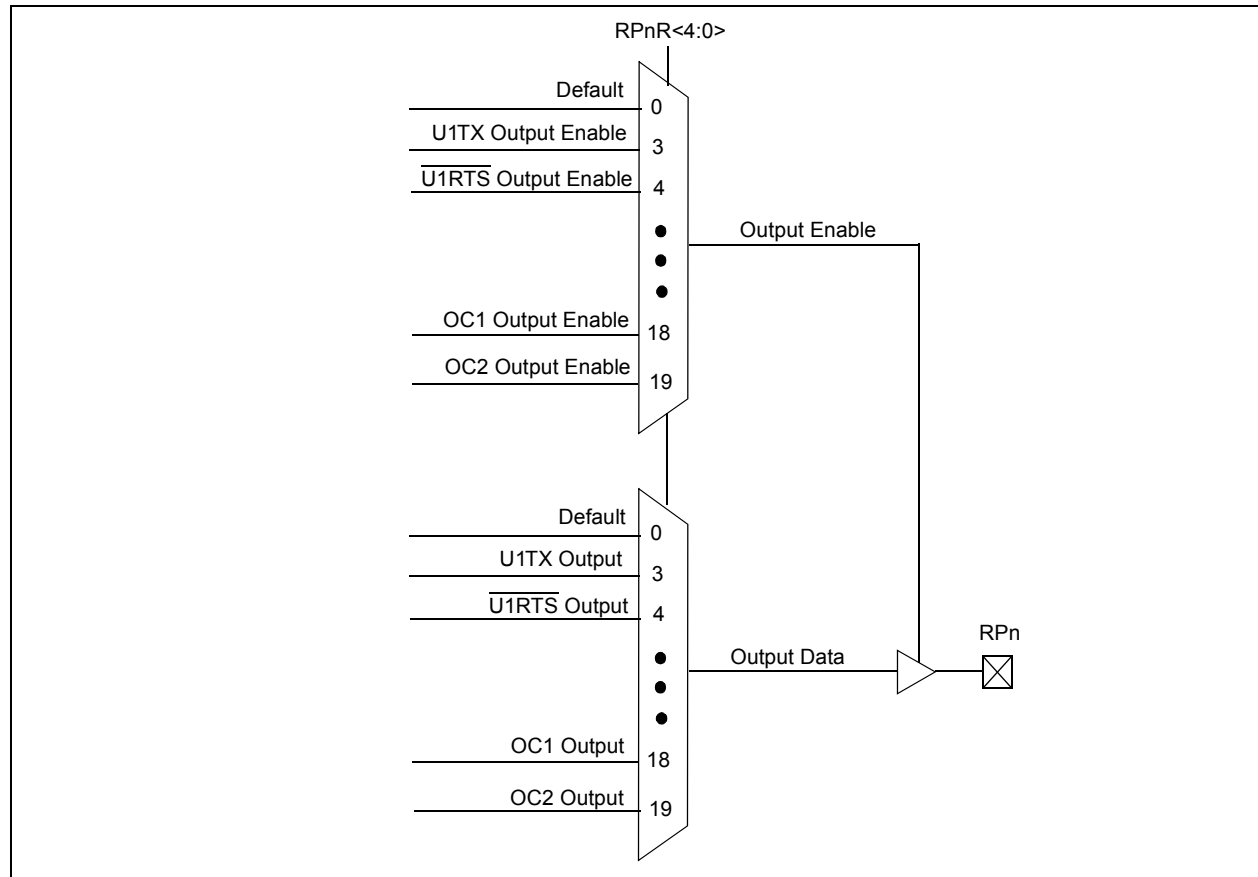 RPnR<4:0>
Default
0
U1TX Output Enable
3
U̅1̅R̅T̅S̅ Output Enable
4
Output Enable
OC1 Output Enable
18
OC2 Output Enable
19
Default
0
U1TX Output
3
U̅1̅R̅T̅S̅ Output
4
RPn
Output Data
OC1 Output
18
OC2 Output
19